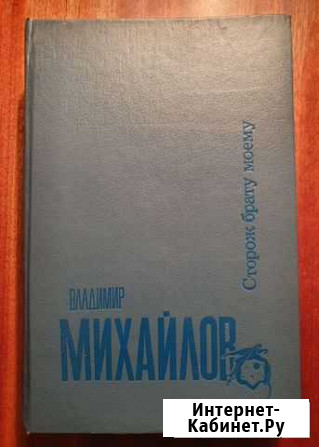 Сторож брату моему
ВЛАДИМИР
МИХАЙЛОВ
Интернет-
Кабинет.Ру